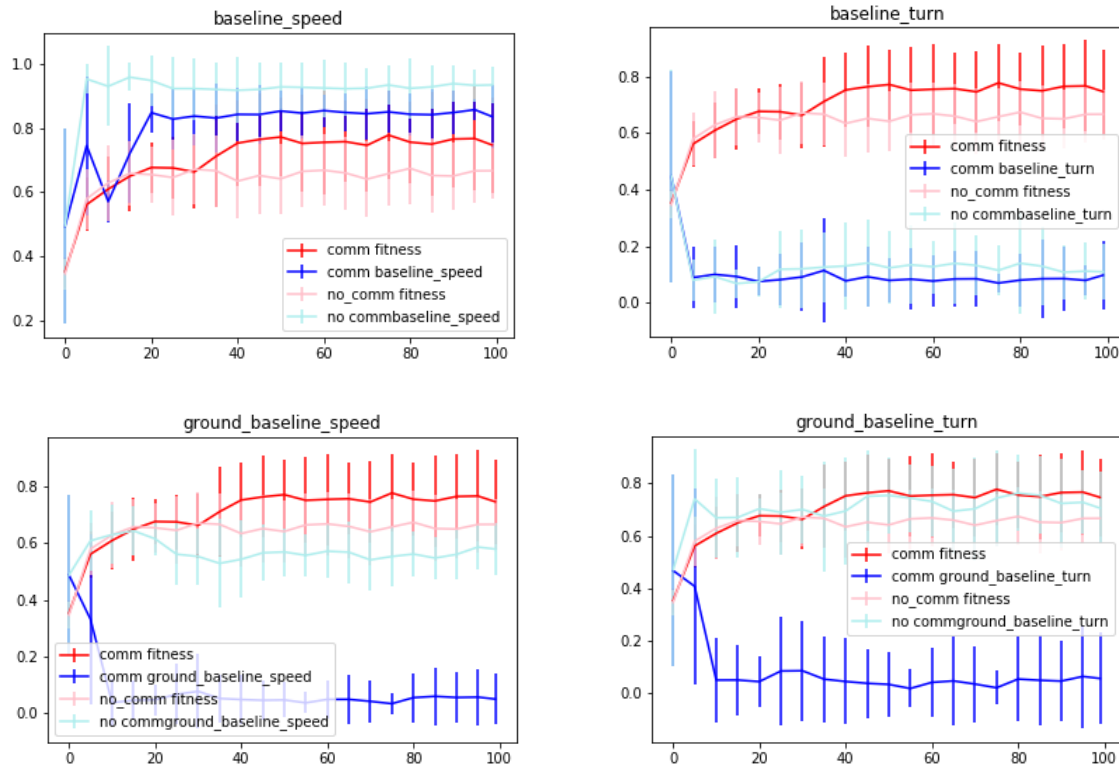 baseline_speed
1.0
0.8
0.6
0.4
0.2
comm fitness
comm baseline_speed
no_comm fitness
no commbaseline_speed
0 20 40 60 80 100
baseline_turn
0.8
0.6
0.4
0.2
0.0
comm fitness
comm baseline_turn
no_comm fitness
no commbaseline_turn
0 20 40 60 80 100
ground_baseline_speed
0.8
0.6
0.4
0.2
0.0
comm fitness
comm ground_baseline_speed
no_comm fitness
no commground_baseline_speed
0 20 40 60 80 100
ground_baseline_turn
0.8
0.6
0.4
0.2
0.0
comm fitness
comm ground_baseline_turn
no_comm fitness
no commground_baseline_turn
0 20 40 60 80 100